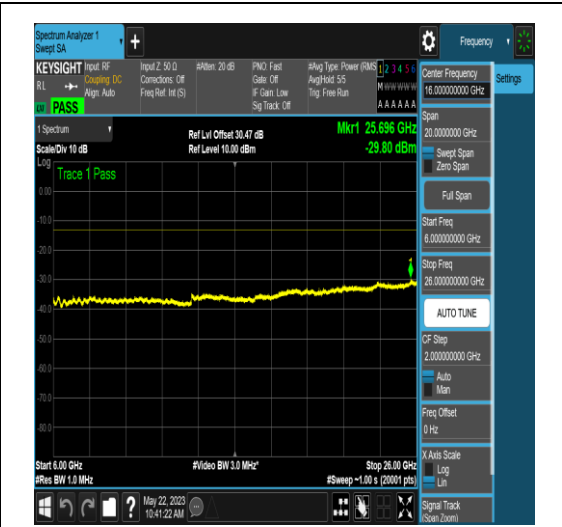 Spectrum Analyzer 1
Swept SA
+
Frequency
KEYSIGHT
RL
PASS
Input: RF
Coupling: DC
Align: Auto
Input Z: 50 Ω
Corrections: Off
Freq Ref: Int (S)
#Atten: 20 dB
PNO: Fast
Gate: Off
IF Gain: Low
Sig Track: Off
#Avg Type: Power (RMS
Avg|Hold: 5/5
Trig: Free Run
1 2 3 4 5 6
M w w w w w
A A A A A A
1 Spectrum
Scale/Div 10 dB
Ref Lvl Offset 30.47 dB
Ref Level 10.00 dBm
Mkr1 25.696 GHz
-29.80 dBm
Log
Trace 1 Pass
0.00
-10.0
-20.0
-30.0
-40.0
-50.0
-60.0
-70.0
-80.0
1
Start 6.00 GHz
#Res BW 1.0 MHz
#Video BW 3.0 MHz*
Stop 26.00 GHz
#Sweep ~1.00 s (20001 pts)
?
May 22, 2023
10:41:22 AM
Center Frequency
16.000000000 GHz
Settings
Span
20.0000000 GHz
Swept Span
Zero Span
Full Span
Start Freq
6.000000000 GHz
Stop Freq
26.000000000 GHz
AUTO TUNE
CF Step
2.000000000 GHz
Auto
Man
Freq Offset
0 Hz
X Axis Scale
Log
Lin
Signal Track
(Span Zoom)